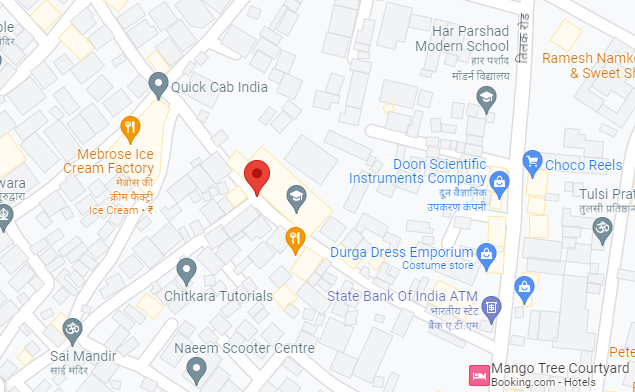 ple
मंदिर
Har Parshad
Modern School
हार पर्शाद
मॉडर्न विद्यालय
तिलक रोड
Ramesh Namk
& Sweet Sh
Quick Cab India
Mebrose Ice
Cream Factory
मेब्रोस की
क्रीम फैक्ट्री
Ice Cream • ₹
Doon Scientific
Instruments Company
दून वैज्ञानिक
उपकरण कंपनी
Choco Reels
wara
गुरुद्वारा
Tulsi Prat
तुलसी प्रतिष्ठान
Durga Dress Emporium
Costume store
Chitkara Tutorials
State Bank Of India ATM
भारतीय स्टेट
बैंक ए.टी.एम
Sai Mandir
साई मंदिर
Naeem Scooter Centre
Pete
Mango Tree Courtyard
Booking.com - Hotels